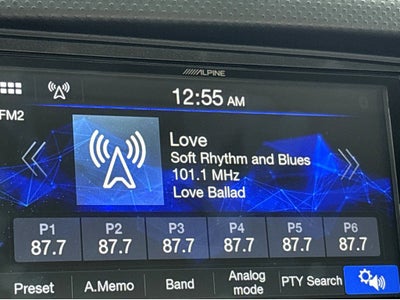 ALPINE
12:55 AM
FM2
Love
Soft Rhythm and Blues
101.1 MHz
Love Ballad
P1 P2 P3 P4 P5 P6
87.7 87.7 87.7 87.7 87.7 87.7
Preset A.Memo Band Analog mode PTY Search